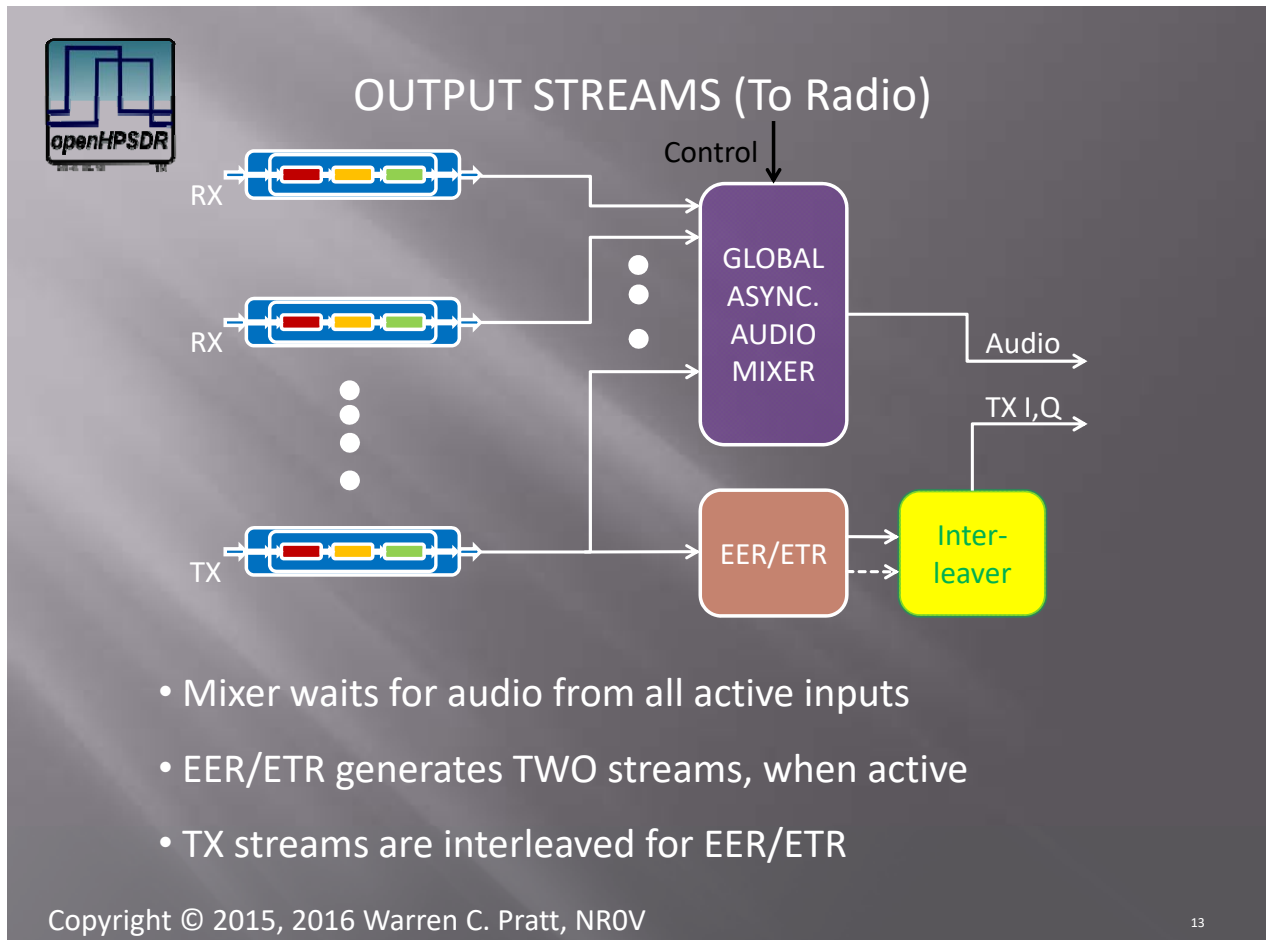 openHPSDR
OUTPUT STREAMS (To Radio)
Control
RX
GLOBAL
ASYNC.
AUDIO
MIXER
RX
Audio
TX I,Q
TX
EER/ETR
Inter-
leaver
• Mixer waits for audio from all active inputs
• EER/ETR generates TWO streams, when active
• TX streams are interleaved for EER/ETR
Copyright © 2015, 2016 Warren C. Pratt, NR0V
13